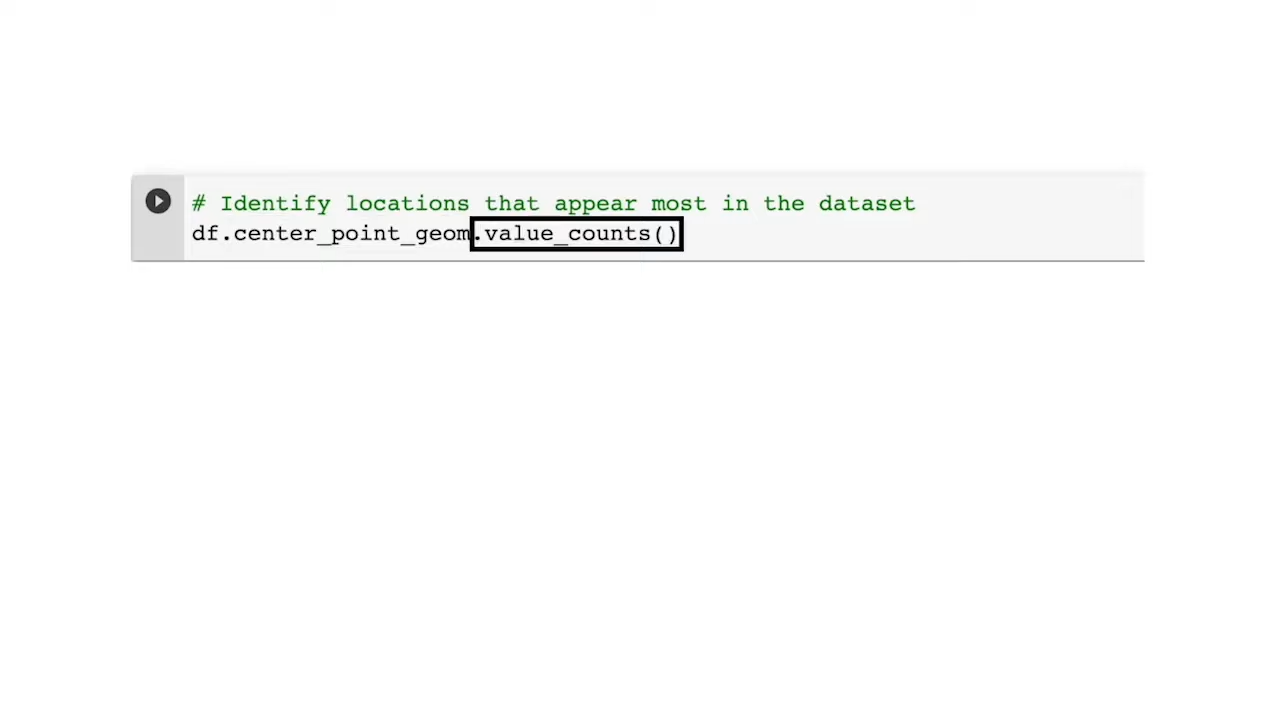 # Identify locations that appear most in the dataset
df.center_point_geom.value_counts()